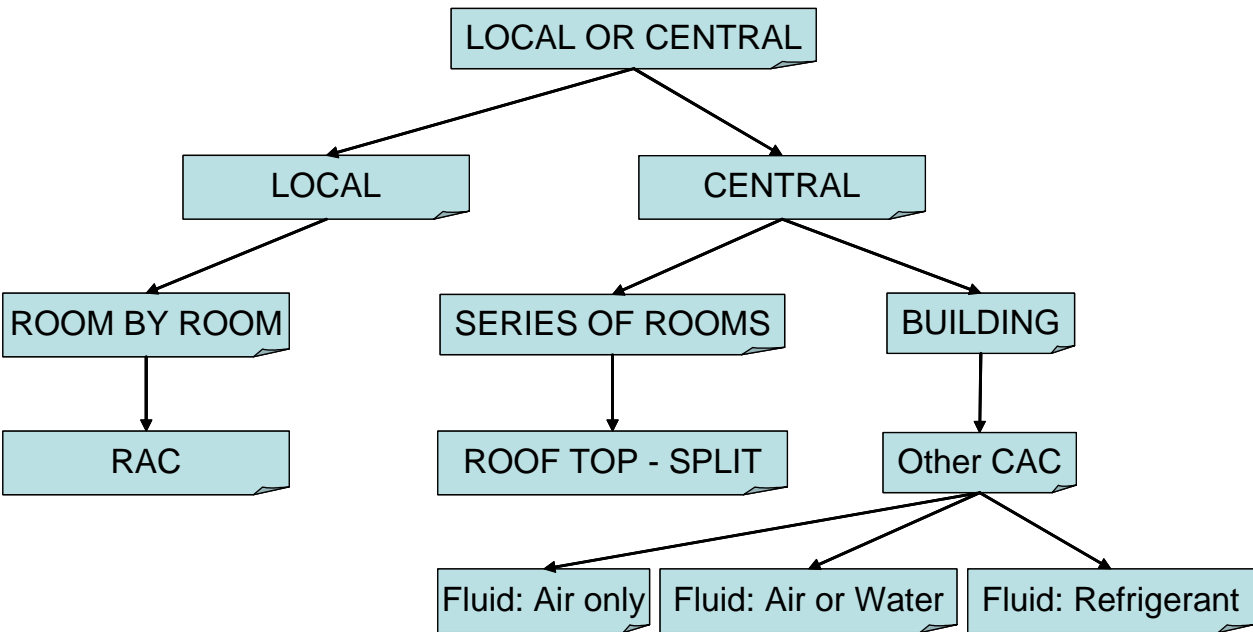 LOCAL OR CENTRAL
LOCAL
CENTRAL
ROOM BY ROOM
SERIES OF ROOMS
BUILDING
RAC
ROOF TOP - SPLIT
Other CAC
Fluid: Air only
Fluid: Air or Water
Fluid: Refrigerant